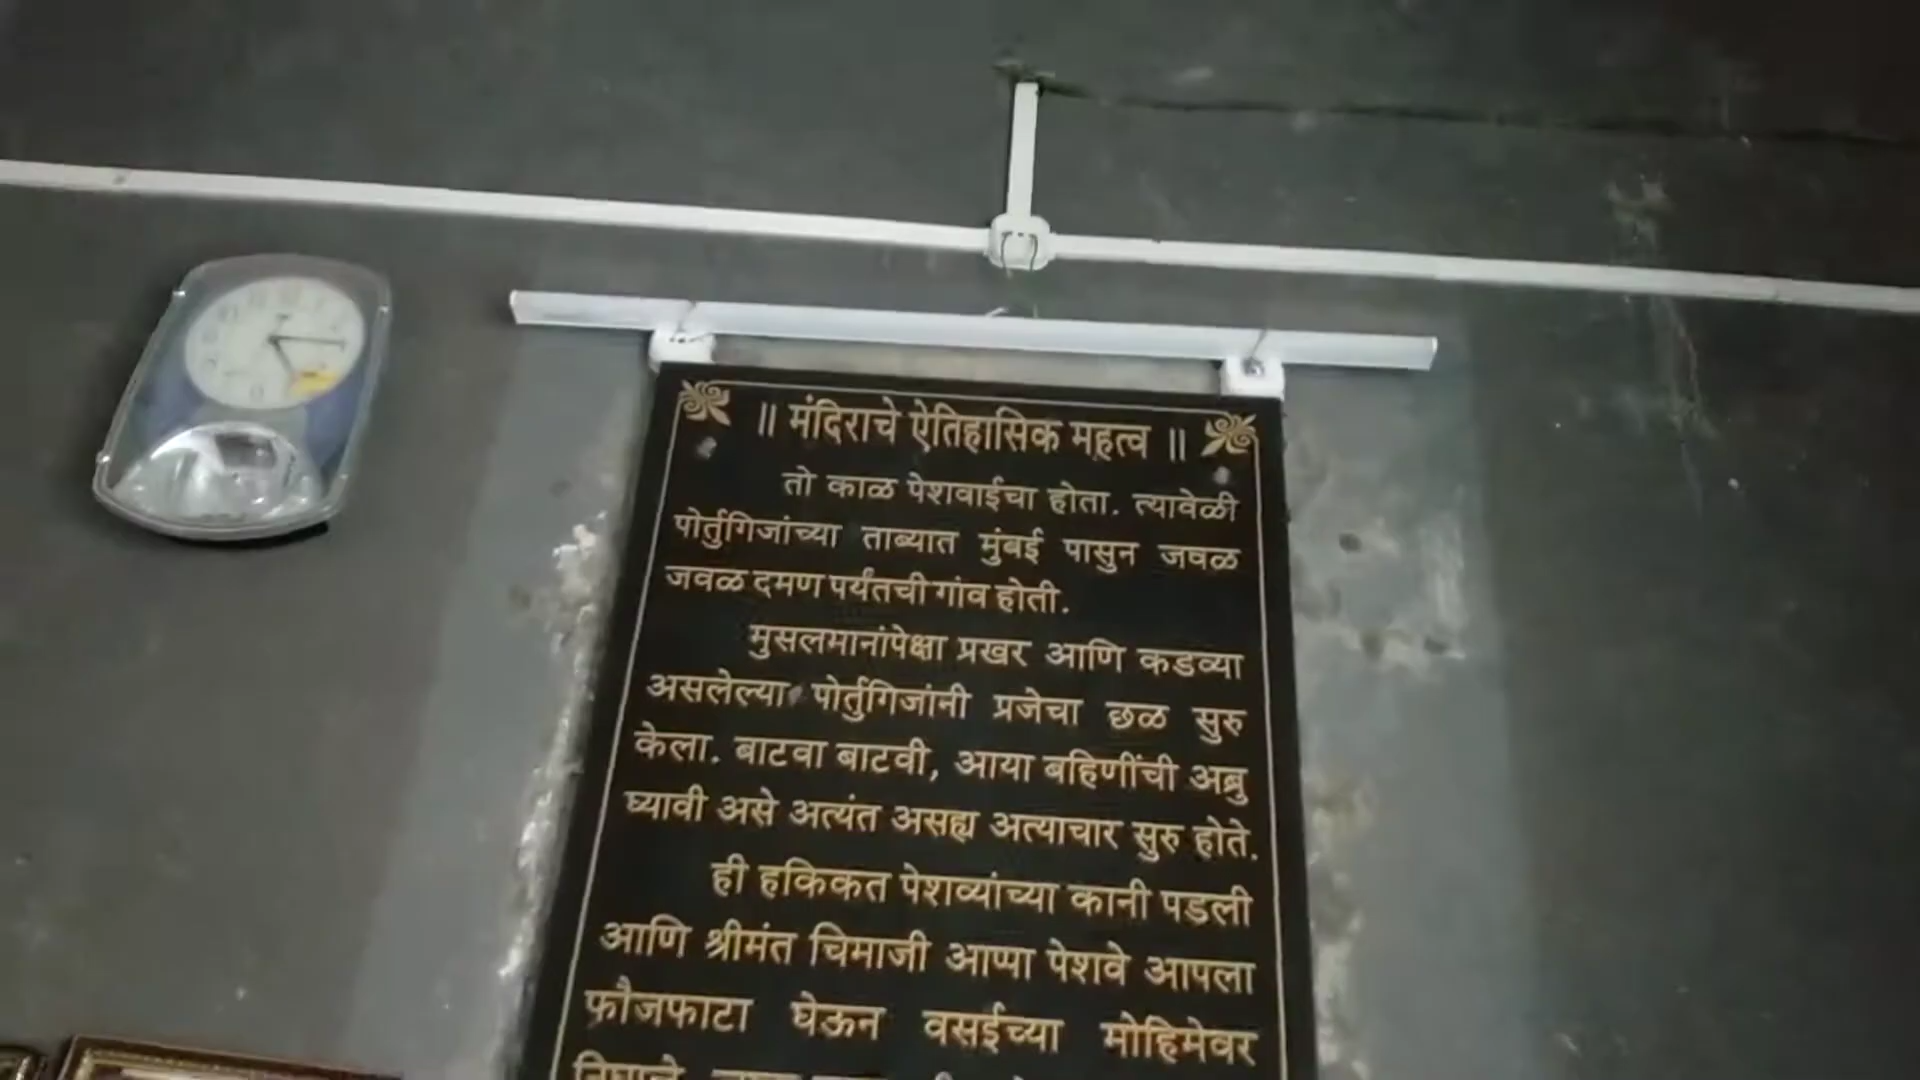 ॥ मंदिराचे ऐतिहासिक महत्व ॥
तो काळ पेशवाईचा होता. त्यावेळी
पोर्तुगिजांच्या ताब्यात मुंबई पासुन जवळ
जवळ दमण पर्यंतची गांव होती.
मुसलमानांपेक्षा प्रखर आणि कडव्या
असलेल्या पोर्तुगिजांनी प्रजेचा छळ सुरु
केला. बाटवा बाटवी, आया बहिणींची अब्रु
घ्यावी असे अत्यंत असह्य अत्याचार सुरु होते.
ही हकिकत पेशव्यांच्या कानी पडली
आणि श्रीमंत चिमाजी आप्पा पेशवे आपला
फौजफाटा घेऊन वसईच्या मोहिमेवर